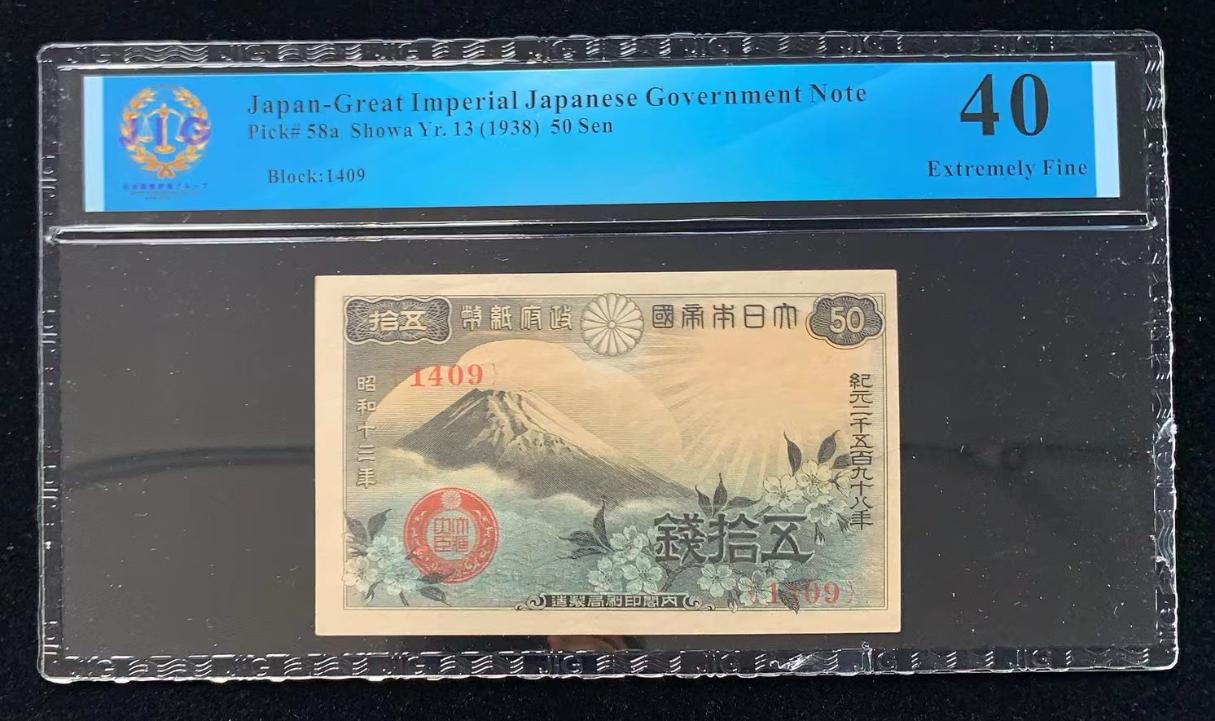 JIG
Japan-Great Imperial Japanese Government Note
Pick# 58a Showa Yr. 13 (1938) 50 Sen
Block:1409
40
Extremely Fine
50
大日本帝國
政府紙幣
五拾
紀元二千五百九十八年
1409
昭和十三年
五拾錢
1409
内閣印刷局製造